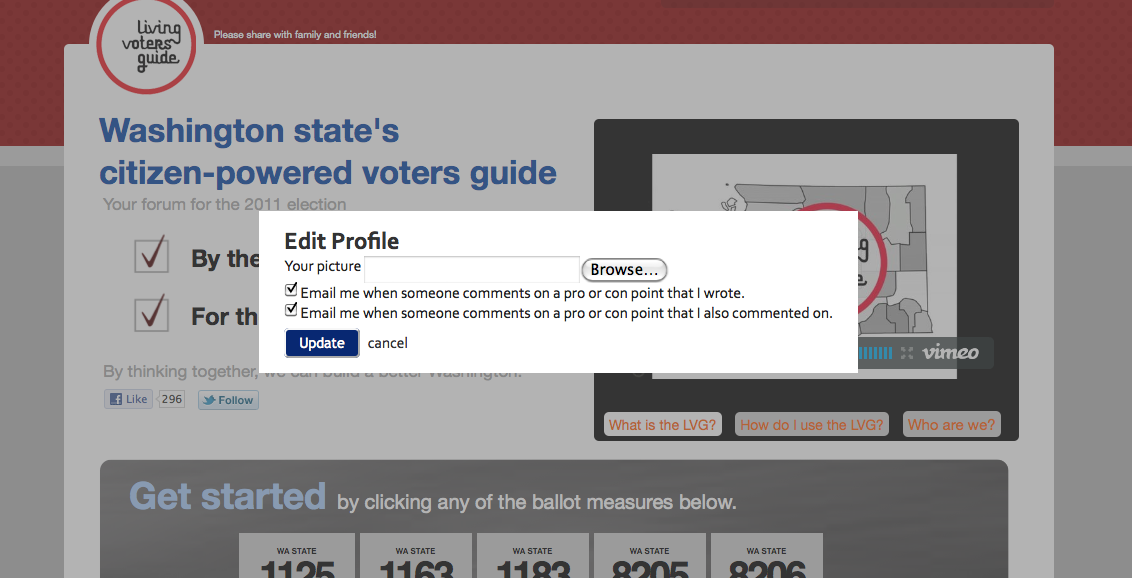 living
voters
guide
Please share with family and friends!
Washington state's
citizen-powered voters guide
Your forum for the 2011 election
By the
For th
Edit Profile
Your picture Browse...
Email me when someone comments on a pro or con point that I wrote.
Email me when someone comments on a pro or con point that I also commented on.
Update cancel
By thinking together, we can build a better Washington.
Like 296 Follow
vimeo
What is the LVG? How do I use the LVG? Who are we?
Get started by clicking any of the ballot measures below.
WA STATE WA STATE WA STATE WA STATE WA STATE
1125 1163 1183 8205 8206